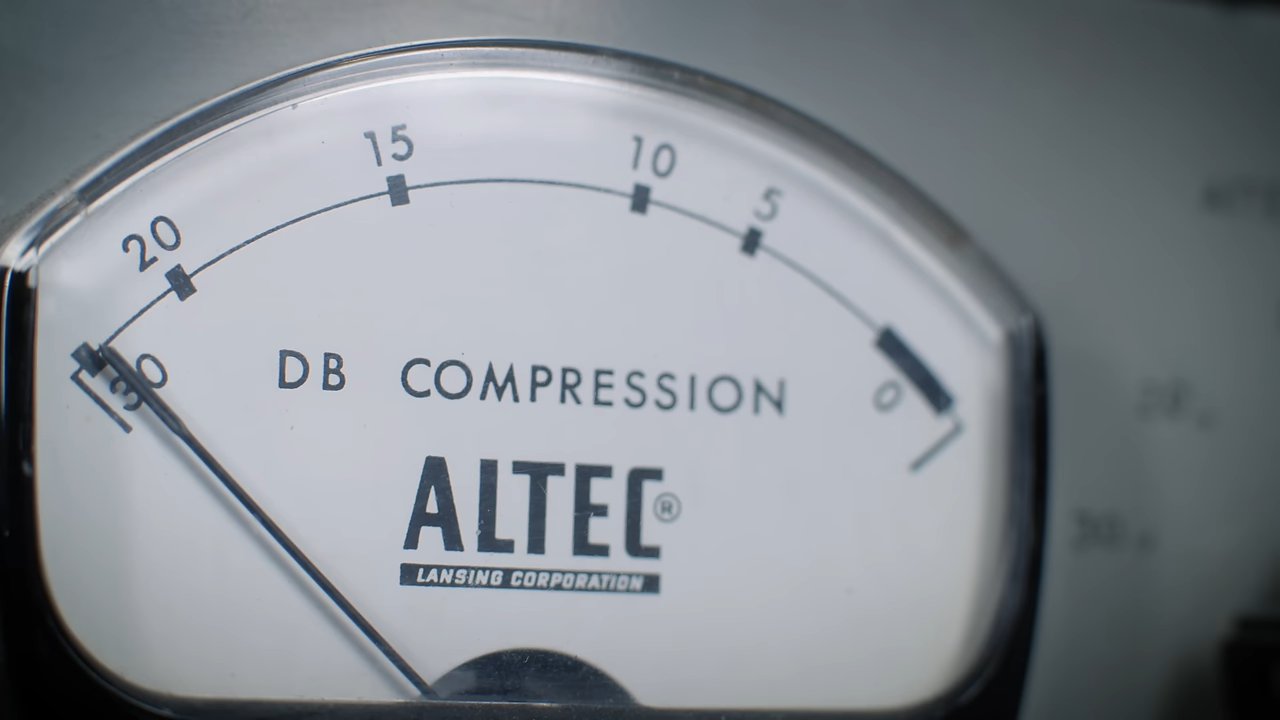 20 15 10 5
30 0
DB COMPRESSION
ALTEC®
LANSING CORPORATION